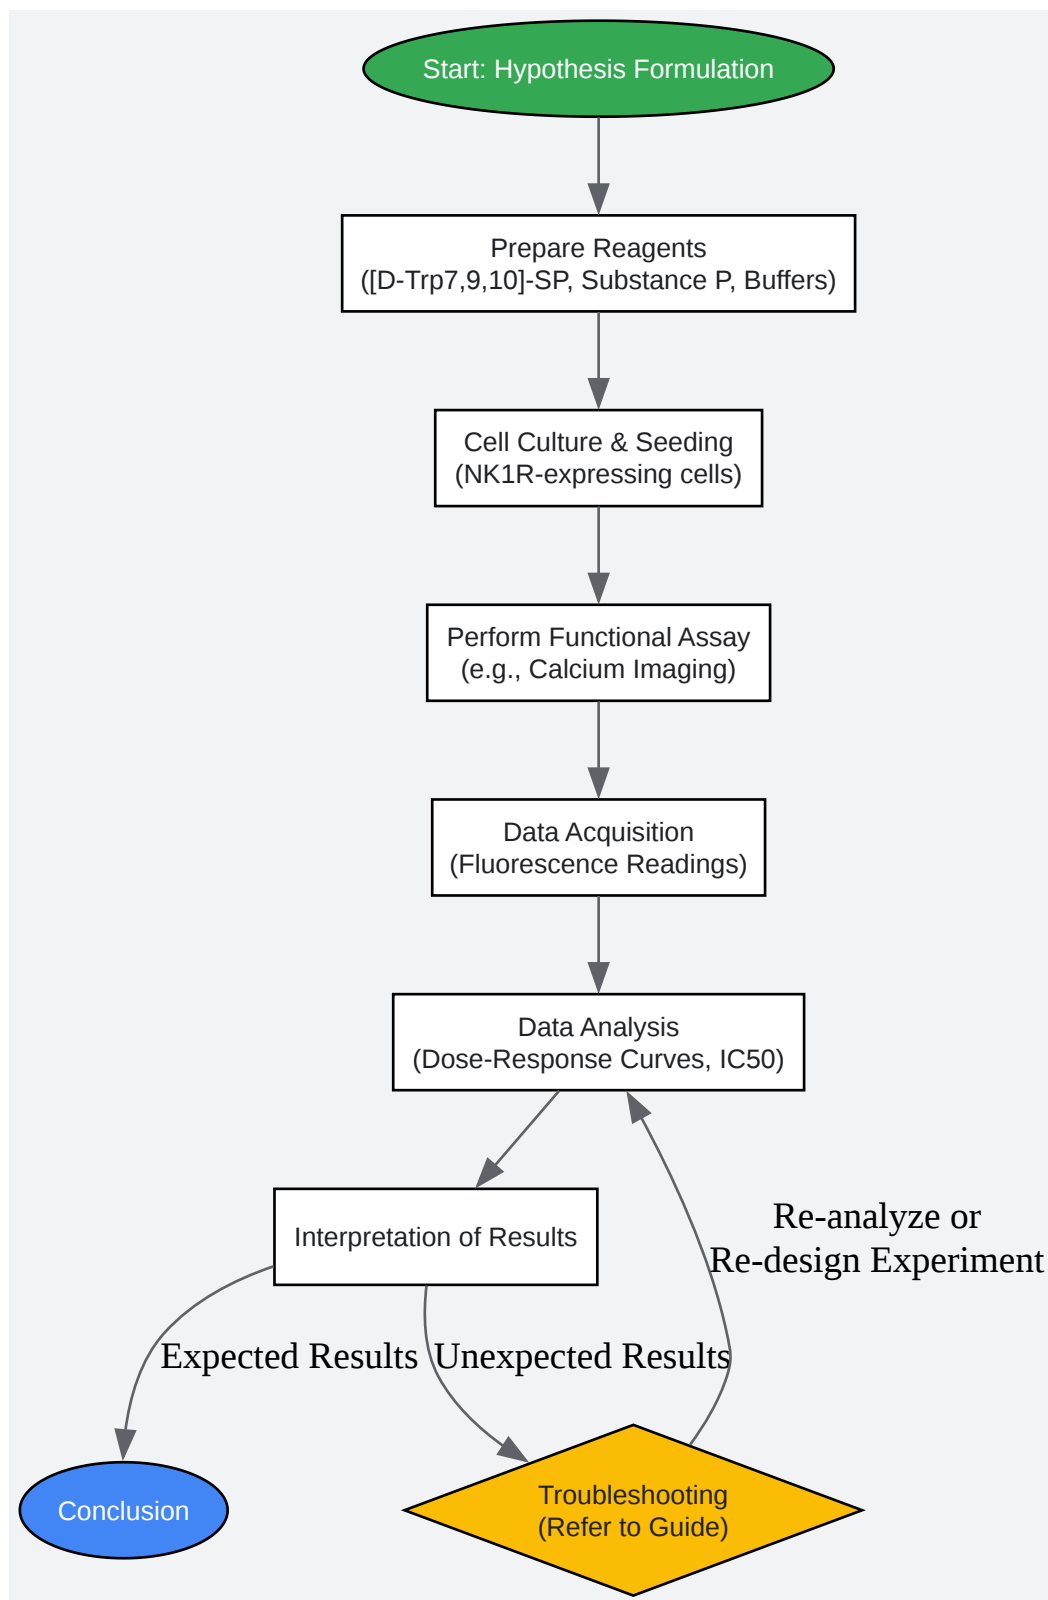 Start: Hypothesis Formulation
Prepare Reagents
([D-Trp7,9,10]-SP, Substance P, Buffers)
Cell Culture & Seeding
(NK1R-expressing cells)
Perform Functional Assay
(e.g., Calcium Imaging)
Data Acquisition
(Fluorescence Readings)
Data Analysis
(Dose-Response Curves, IC50)
Interpretation of Results
Re-analyze or
Re-design Experiment
Expected Results
Unexpected Results
Conclusion
Troubleshooting
(Refer to Guide)